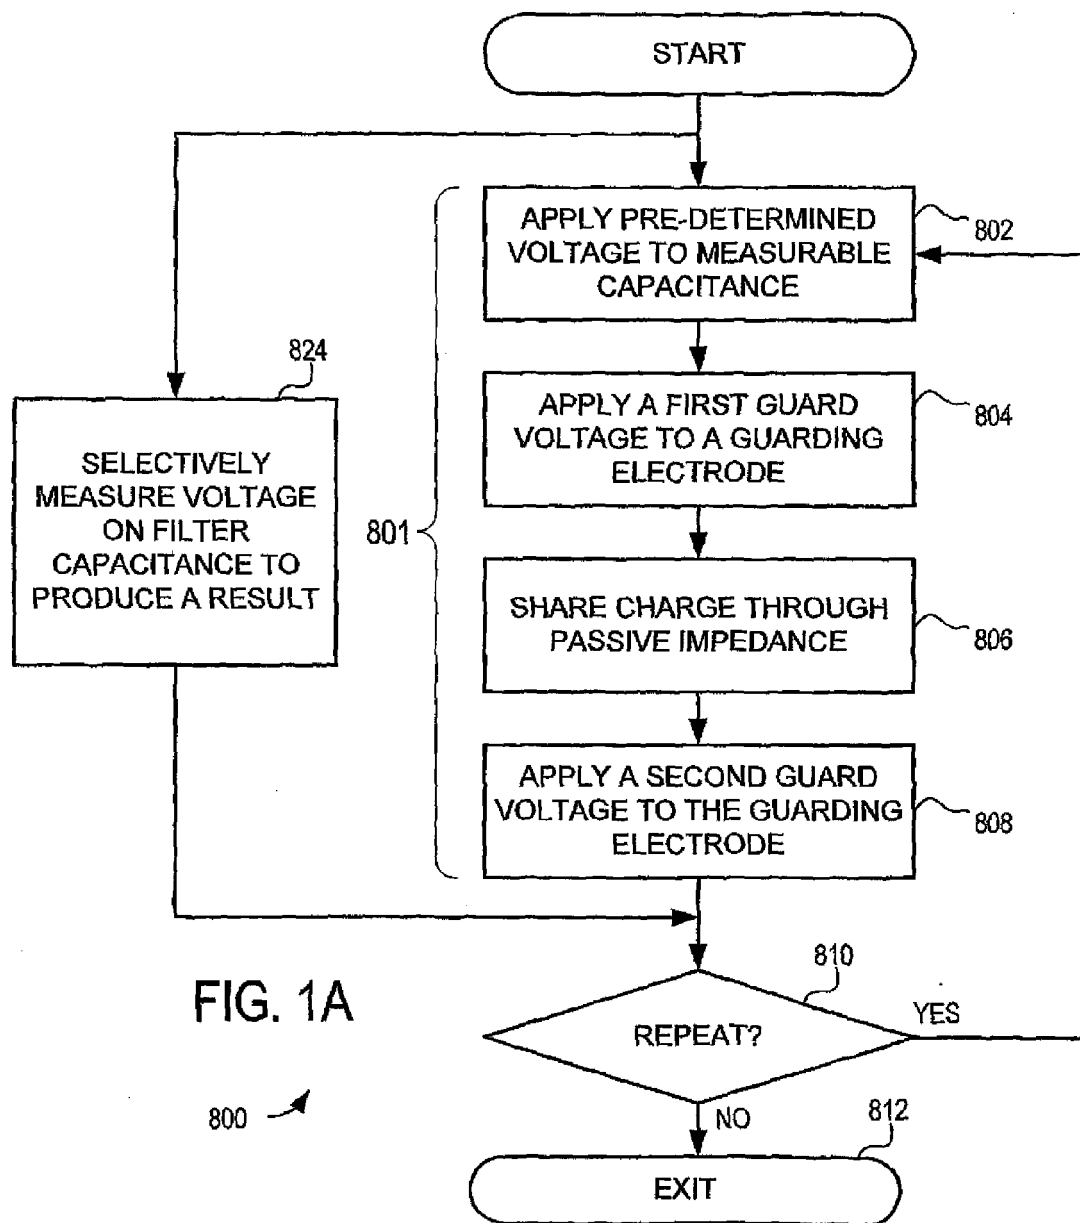 START
APPLY PRE-DETERMINED
VOLTAGE TO MEASURABLE
CAPACITANCE
802
824
SELECTIVELY
MEASURE VOLTAGE
ON FILTER
CAPACITANCE TO
PRODUCE A RESULT
801
APPLY A FIRST GUARD
VOLTAGE TO A GUARDING
ELECTRODE
804
SHARE CHARGE THROUGH
PASSIVE IMPEDANCE
806
APPLY A SECOND GUARD
VOLTAGE TO THE GUARDING
ELECTRODE
808
FIG. 1A
800
810
REPEAT?
YES
NO
812
EXIT